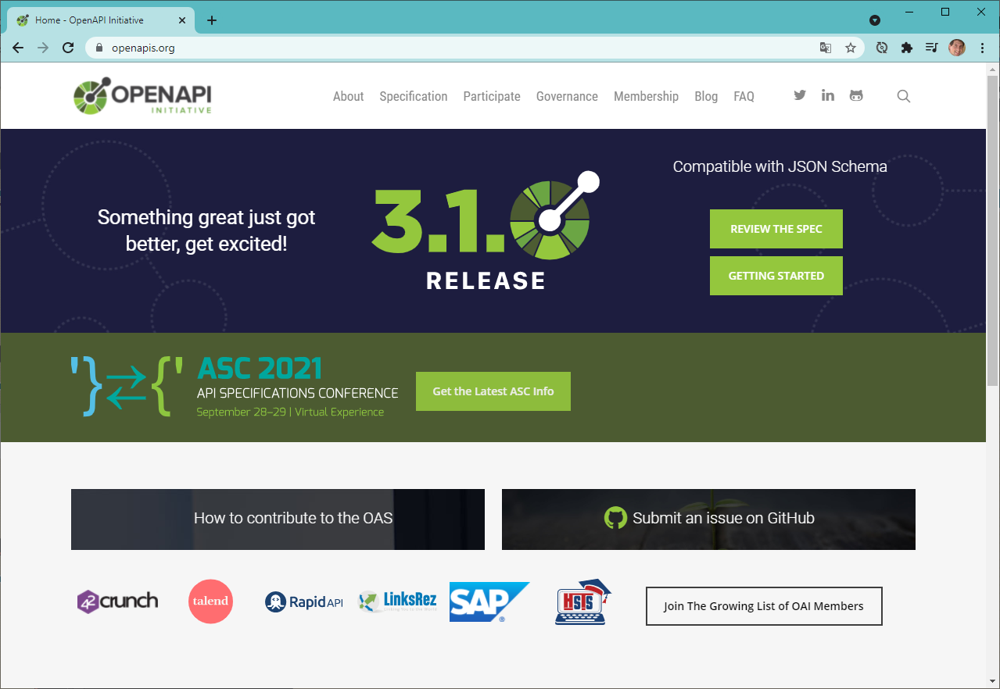 Home - OpenAPI Initiative
openapis.org
OPENAPI
INITIATIVE
About Specification Participate Governance Membership Blog FAQ
Something great just got
better, get excited!
3.1.0
RELEASE
Compatible with JSON Schema
REVIEW THE SPEC
GETTING STARTED
'}⇄{' ASC 2021
API SPECIFICATIONS CONFERENCE
September 28–29 | Virtual Experience
Get the Latest ASC Info
How to contribute to the OAS
Submit an issue on GitHub
42crunch
talend
Rapid API
LinksRez
SAP
HSTS
Join The Growing List of OAI Members